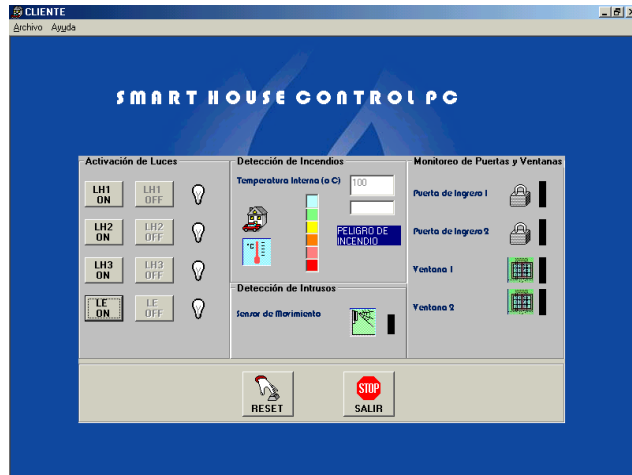 CLIENTE
Archivo Ayuda
SMART HOUSE CONTROL PC
Activación de Luces
LH1 ON
LH1 OFF
LH2 ON
LH2 OFF
LH3 ON
LH3 OFF
LE ON
LE OFF
Detección de Incendios
Temperatura Interna (o C)
100
°C
PELIGRO DE
INCENDIO
Detección de Intrusos
Sensor de Movimiento
Monitoreo de Puertas y Ventanas
Puerta de Ingreso 1
Puerta de Ingreso 2
Ventana 1
Ventana 2
RESET
STOP
SALIR